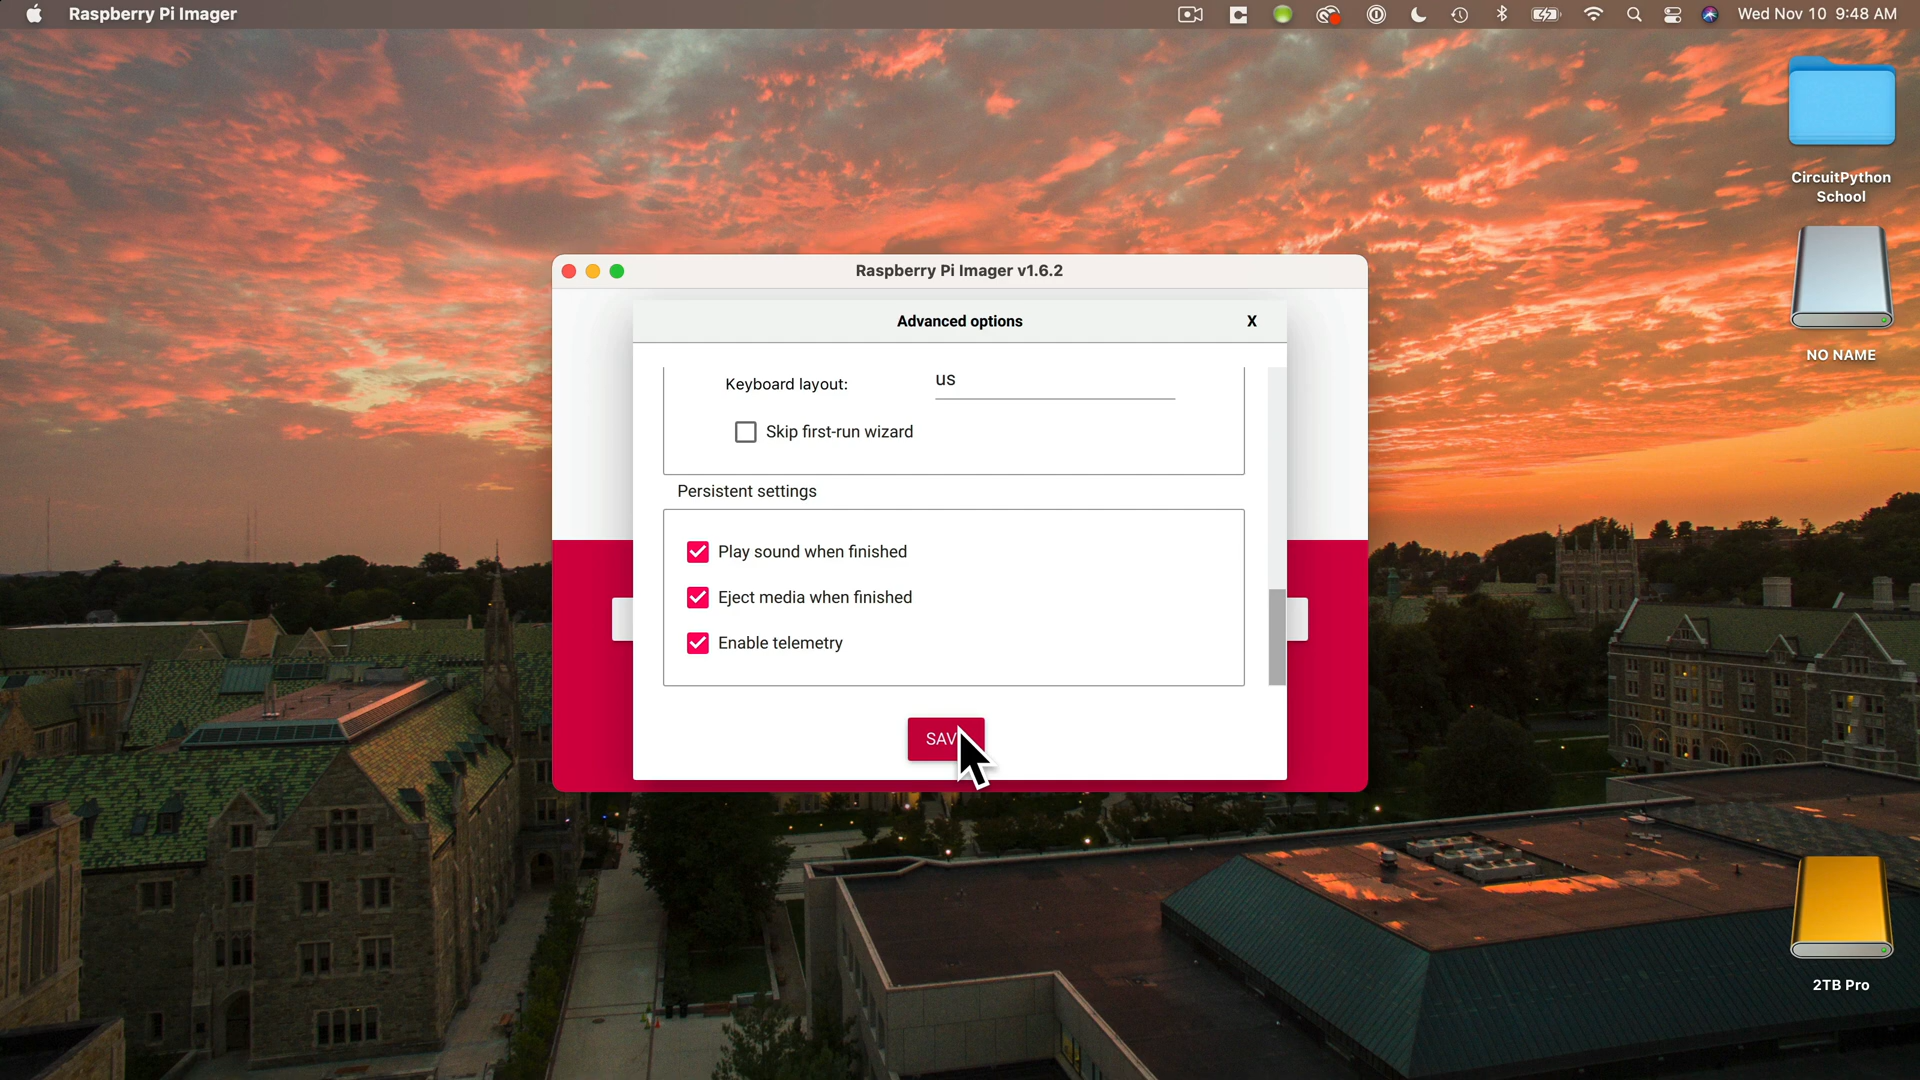 Raspberry Pi Imager
Wed Nov 10 9:48 AM
CircuitPython
School
NO NAME
Raspberry Pi Imager v1.6.2
Advanced options
X
Keyboard layout:
us
Skip first-run wizard
Persistent settings
Play sound when finished
Eject media when finished
Enable telemetry
SAV
2TB Pro